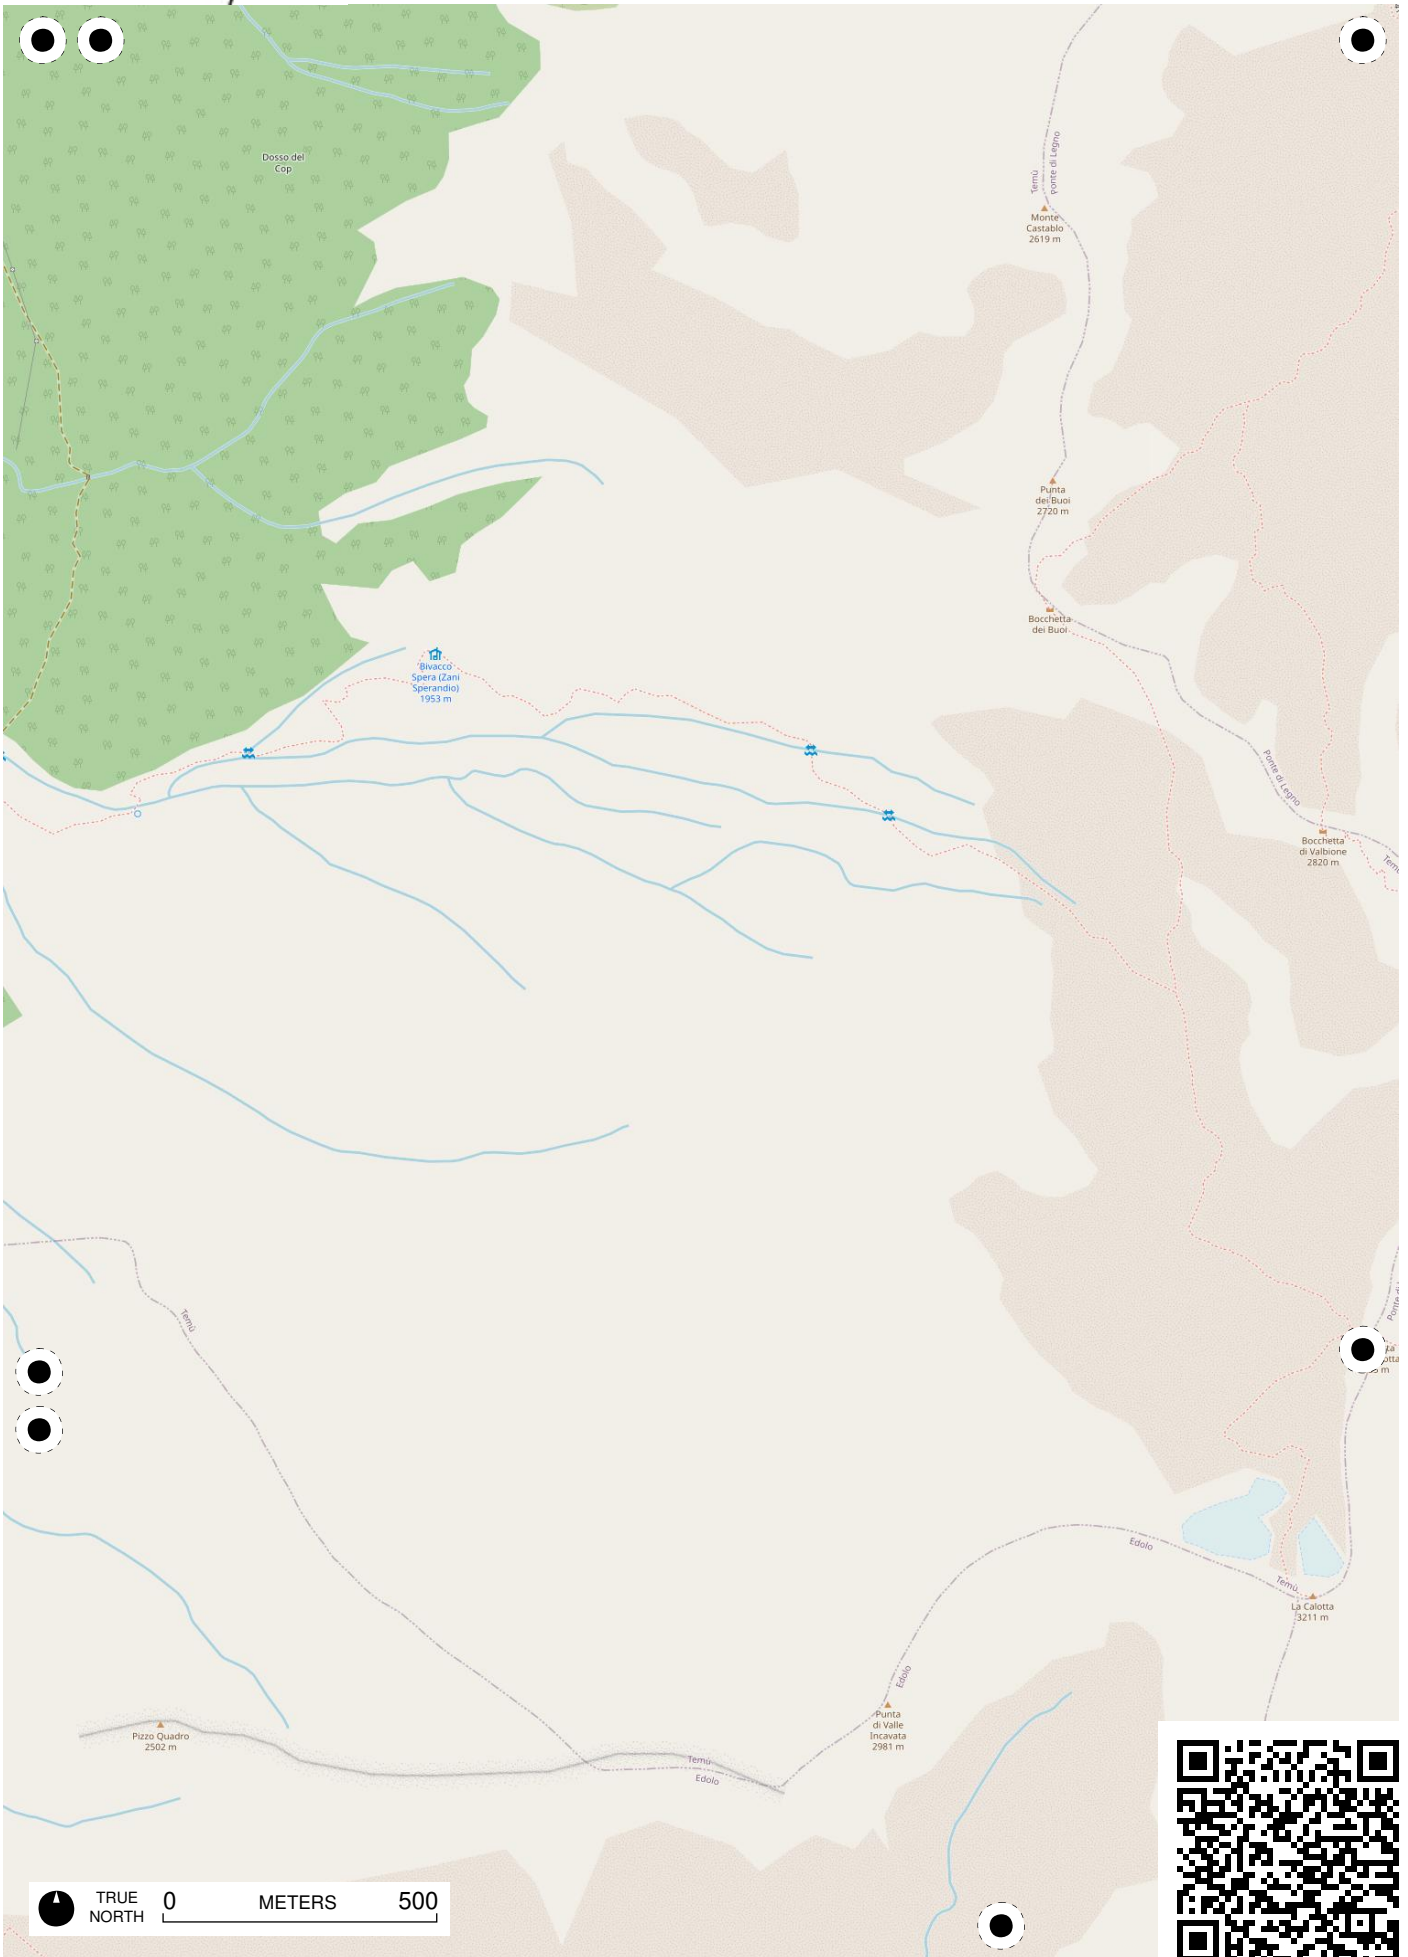 Dosso del
Cop
Temù
Ponte di Legno
Monte
Castablo
2619 m
Punta
dei Buoi
2720 m
Bocchetta
dei Buoi
Bivacco
Spera (Zani
Sperandio)
1953 m
Ponte di Legno
Bocchetta
di Valbione
2820 m
Temù
Edolo
Temù
La Calotta
3211 m
Edolo
Punta
di Valle
Incavata
2981 m
Pizzo Quadro
2502 m
Temù
Edolo
TRUE
NORTH
0 METERS 500